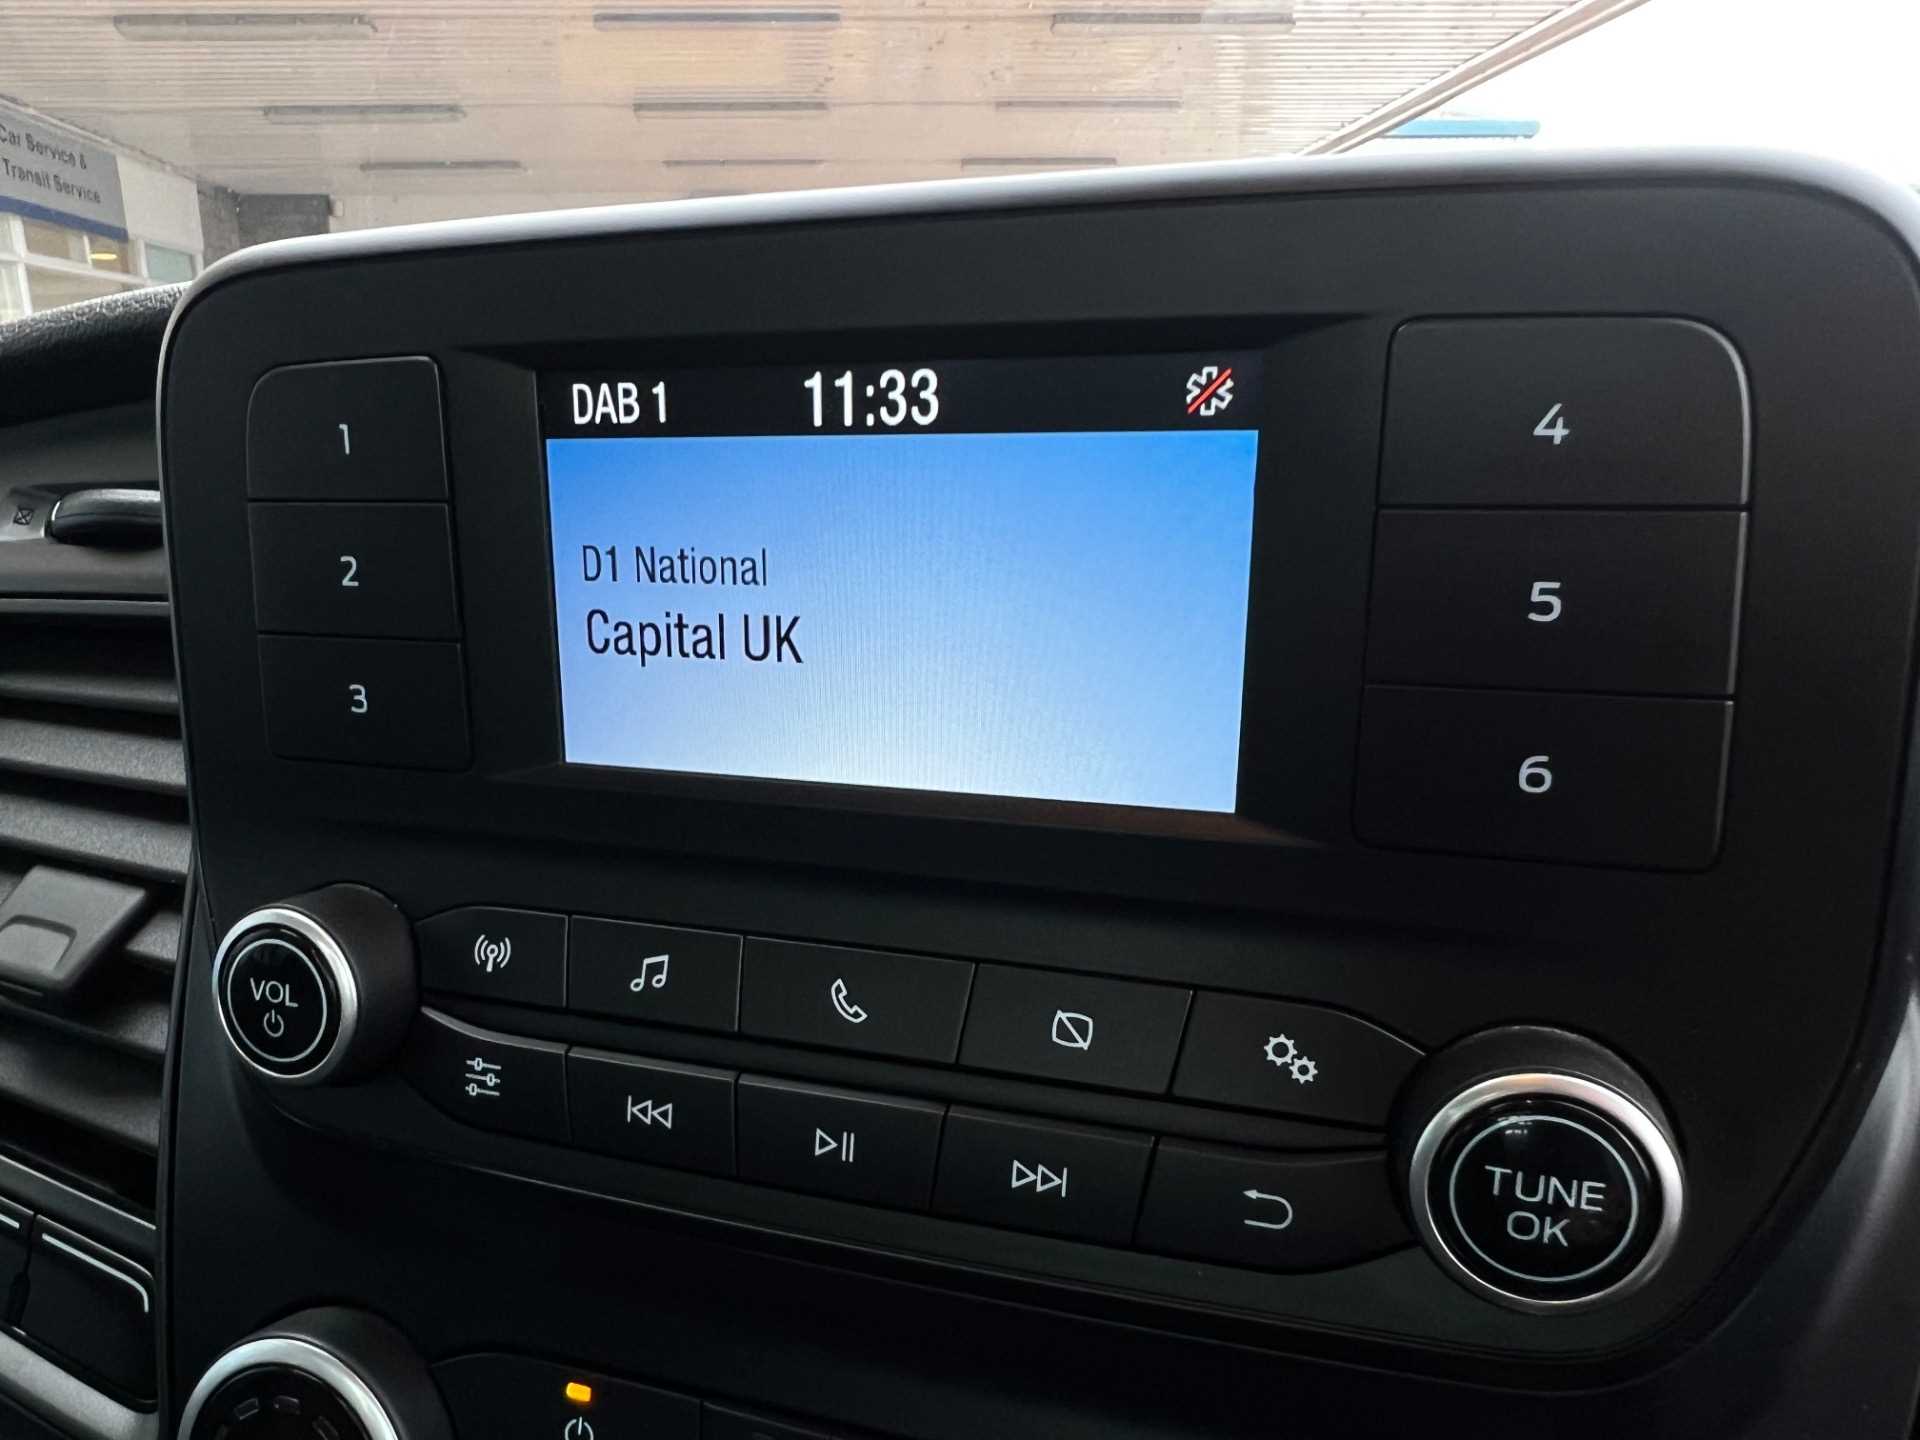 Car Service &
Transit Service
DAB 1 11:33
D1 National
Capital UK
1
2
3
4
5
6
VOL
TUNE
OK